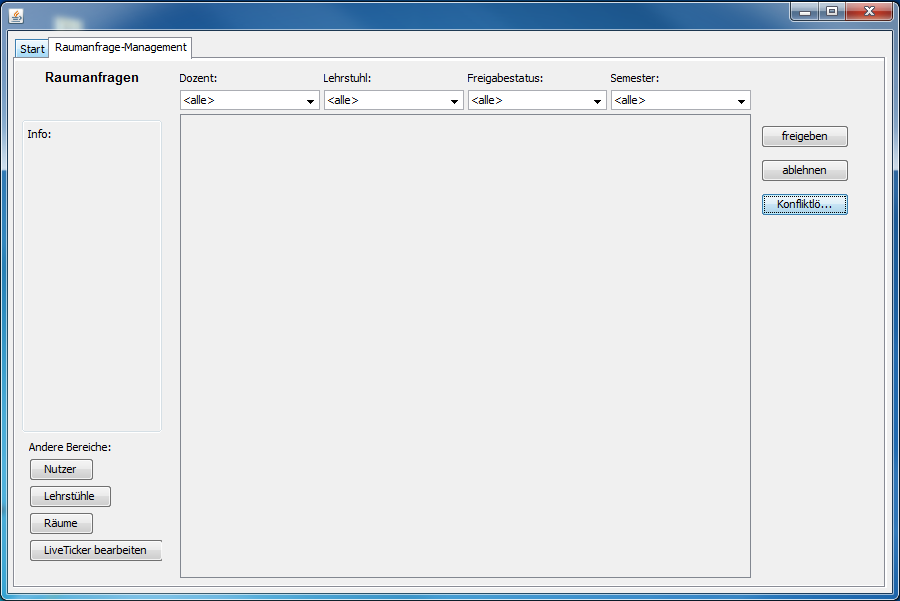 Start
Raumanfrage-Management
Raumanfragen
Dozent:
Lehrstuhl:
Freigabestatus:
Semester:
<alle>
<alle>
<alle>
<alle>
Info:
freigeben
ablehnen
Konfliktlö...
Andere Bereiche:
Nutzer
Lehrstühle
Räume
LiveTicker bearbeiten